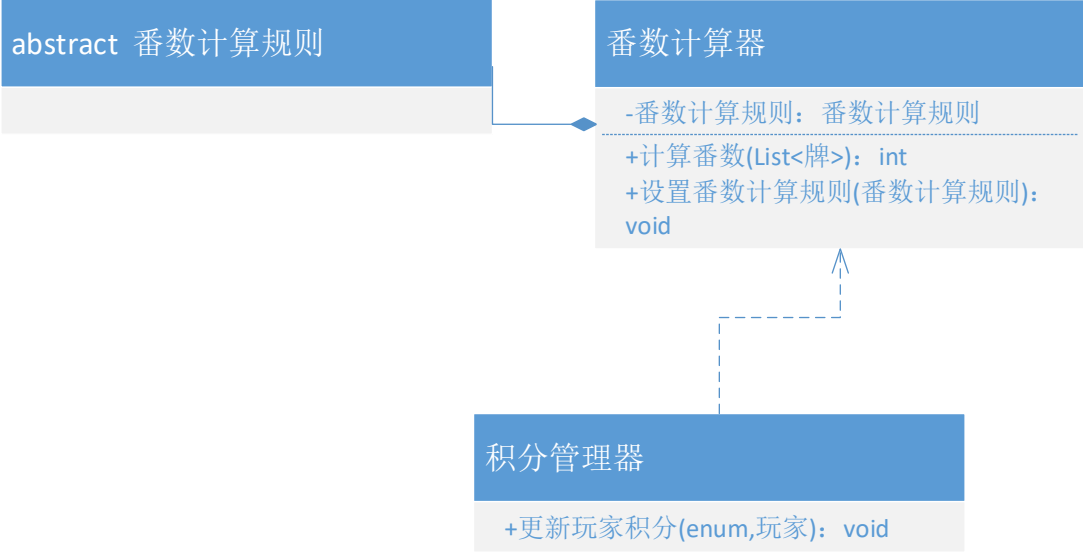 abstract 番数计算规则
番数计算器
-番数计算规则：番数计算规则
+计算番数(List<牌>)：int
+设置番数计算规则(番数计算规则)：
void
积分管理器
+更新玩家积分(enum,玩家)：void